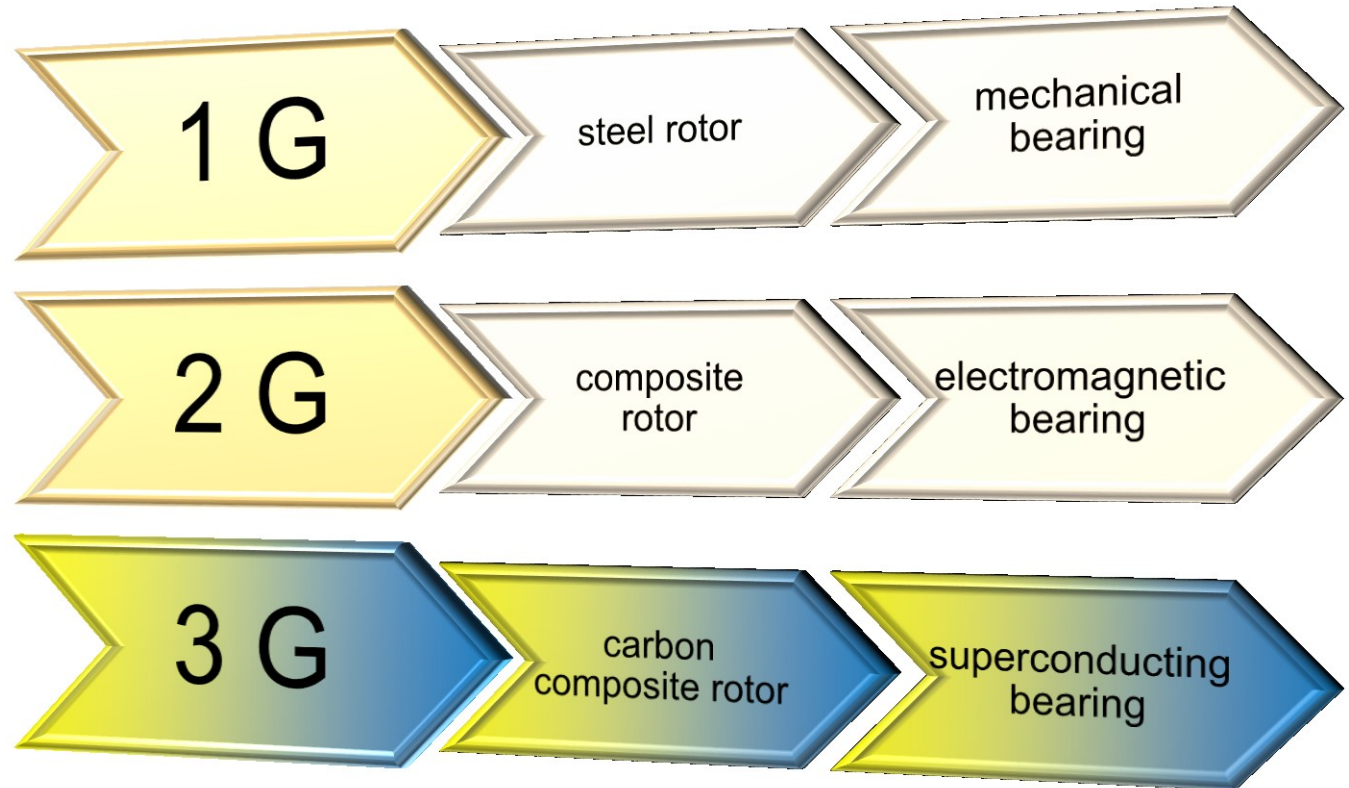 1 G
steel rotor
mechanical
bearing
2 G
composite
rotor
electromagnetic
bearing
3 G
carbon
composite rotor
superconducting
bearing